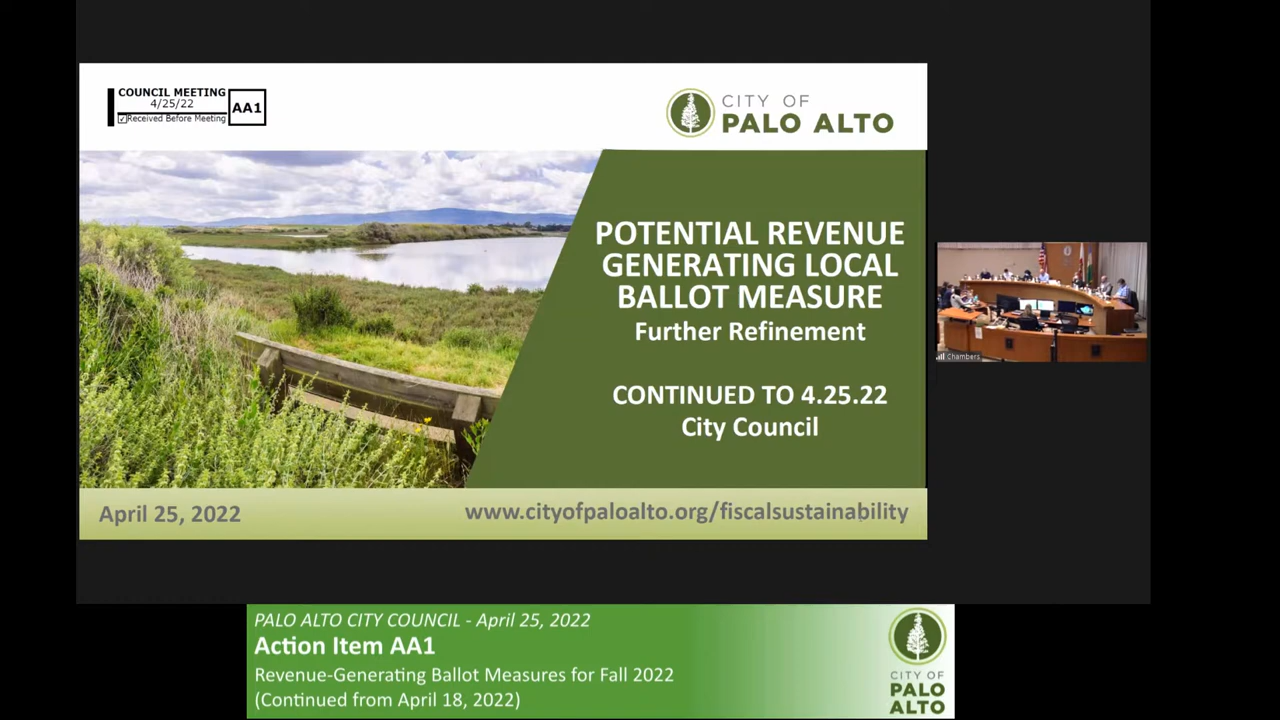 COUNCIL MEETING
4/25/22
Received Before Meeting
AA1
CITY OF
PALO ALTO
POTENTIAL REVENUE
GENERATING LOCAL
BALLOT MEASURE
Further Refinement
CONTINUED TO 4.25.22
City Council
April 25, 2022
www.cityofpaloalto.org/fiscalsustainability
Chambers
PALO ALTO CITY COUNCIL - April 25, 2022
Action Item AA1
Revenue-Generating Ballot Measures for Fall 2022
(Continued from April 18, 2022)
CITY OF
PALO
ALTO